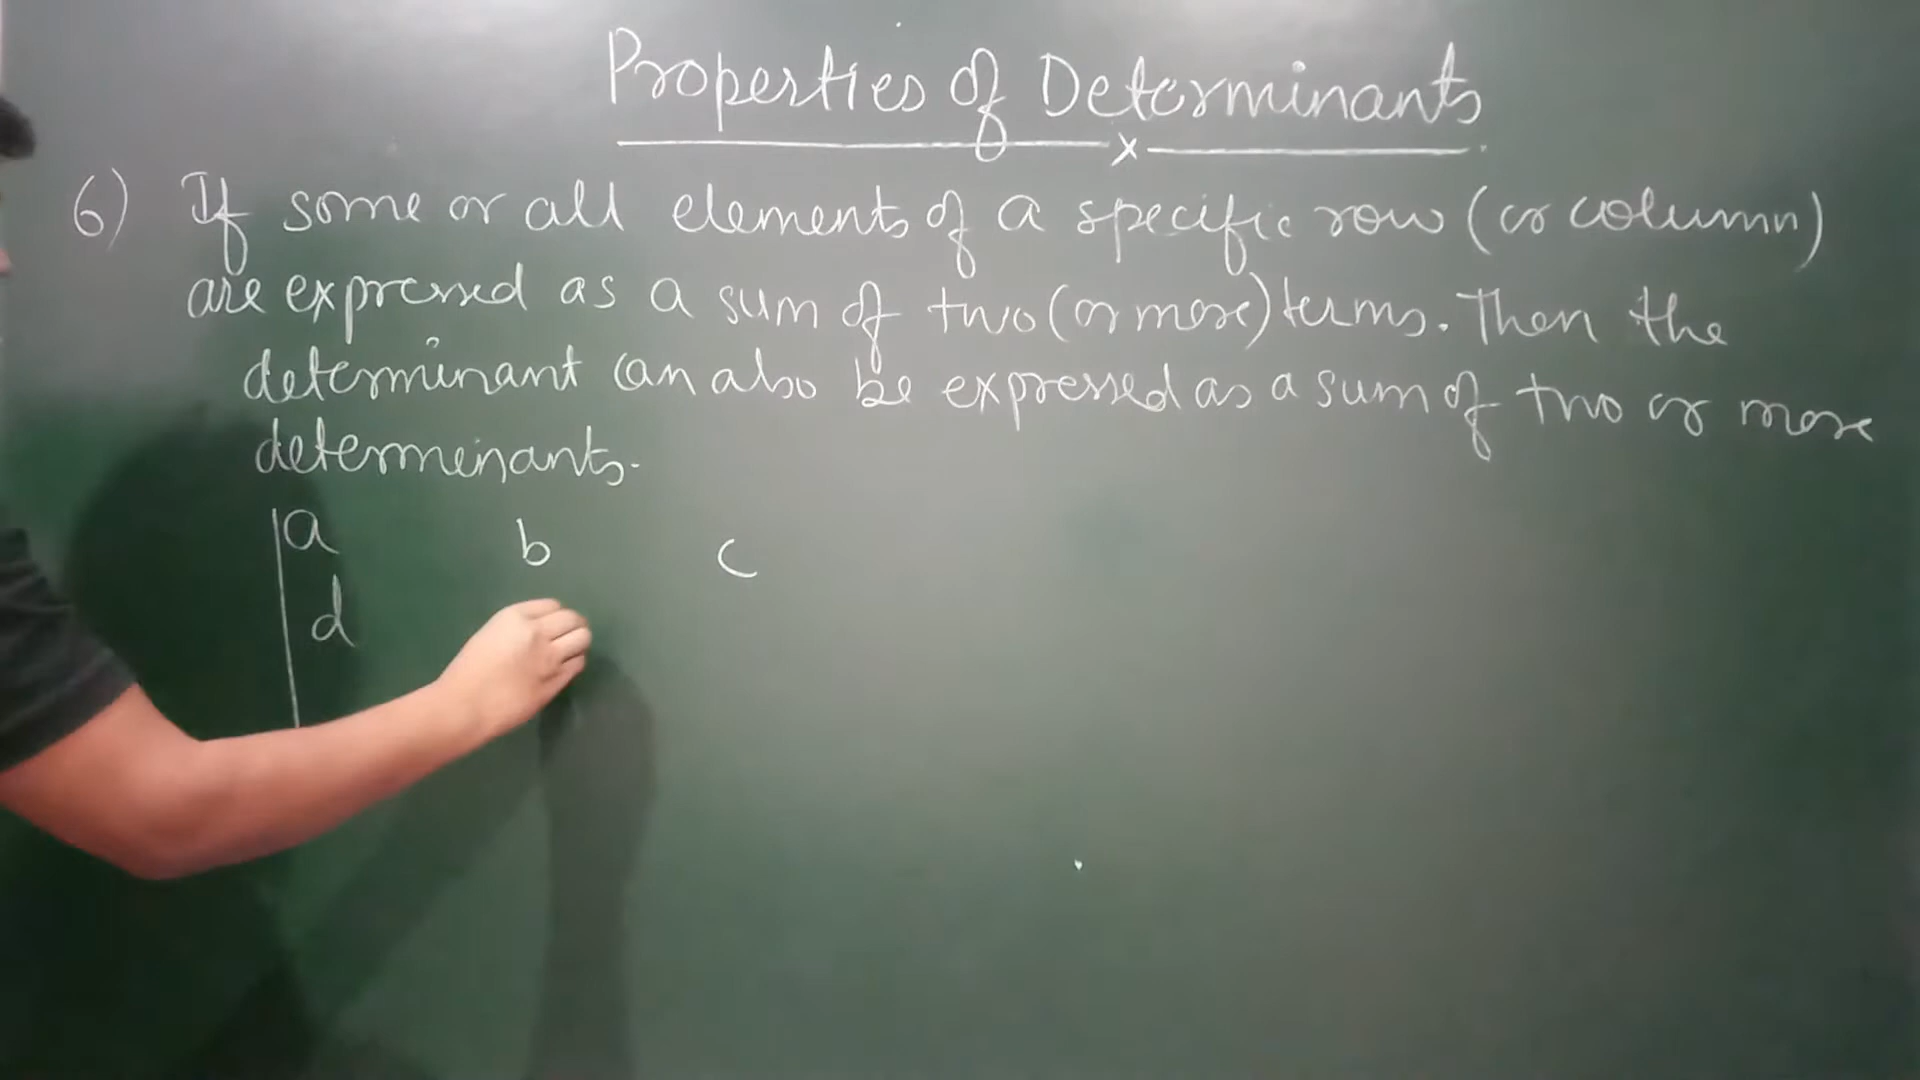 Properties of Determinants
x
6) If some or all elements of a specific row (or column)
are expressed as a sum of two (or more) terms. Then the
determinant can also be expressed as a sum of two or more
determinants.
a b c
d